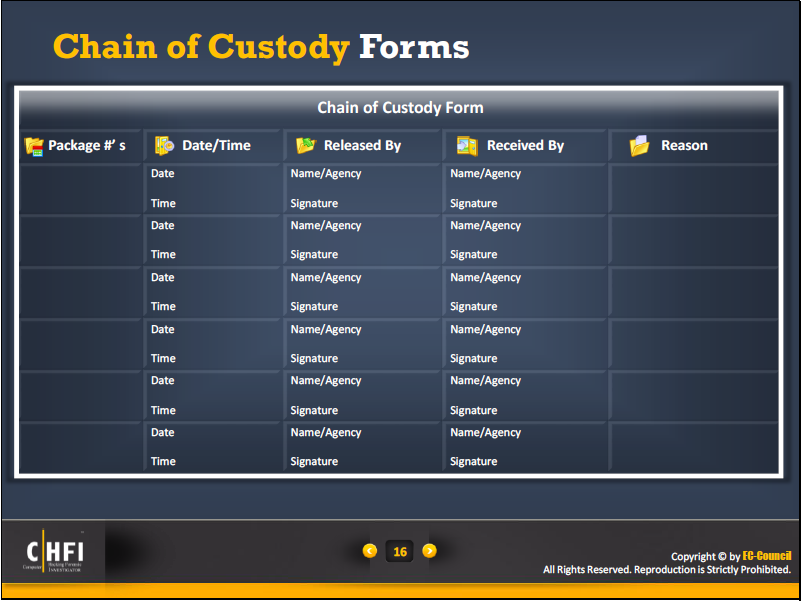 Chain of Custody Forms
Chain of Custody Form
Package #’ s Date/Time Released By Received By Reason
Date Name/Agency Name/Agency
Time Signature Signature
Date Name/Agency Name/Agency
Time Signature Signature
Date Name/Agency Name/Agency
Time Signature Signature
Date Name/Agency Name/Agency
Time Signature Signature
Date Name/Agency Name/Agency
Time Signature Signature
Date Name/Agency Name/Agency
Time Signature Signature
CHFI
Computer Hacking Forensic
INVESTIGATOR
16
Copyright © by EC-Council
All Rights Reserved. Reproduction is Strictly Prohibited.